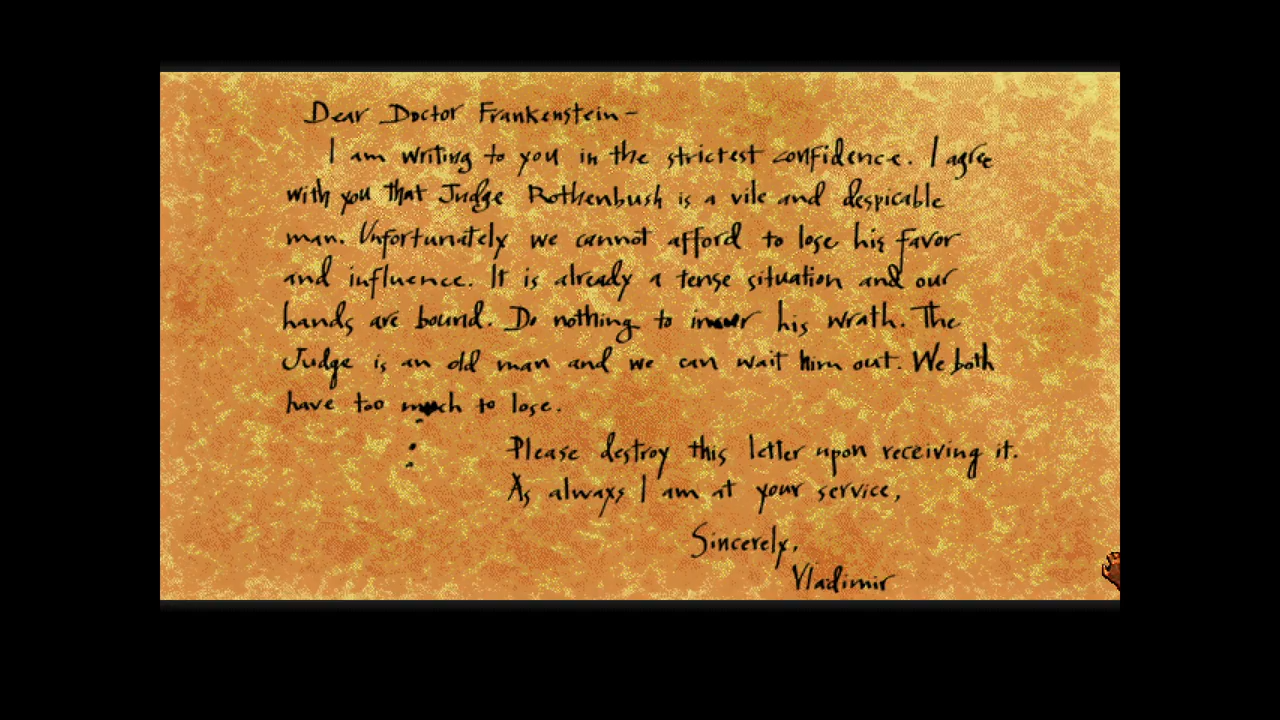 Dear Doctor Frankenstein-
I am writing to you in the strictest confidence. I agree
with you that Judge Rothenbush is a vile and despicable
man. Unfortunately we cannot afford to lose his favor
and influence. It is already a tense situation and our
hands are bound. Do nothing to incur his wrath. The
Judge is an old man and we can wait him out. We both
have too much to lose.
Please destroy this letter upon receiving it.
As always I am at your service,
Sincerely,
Vladimir